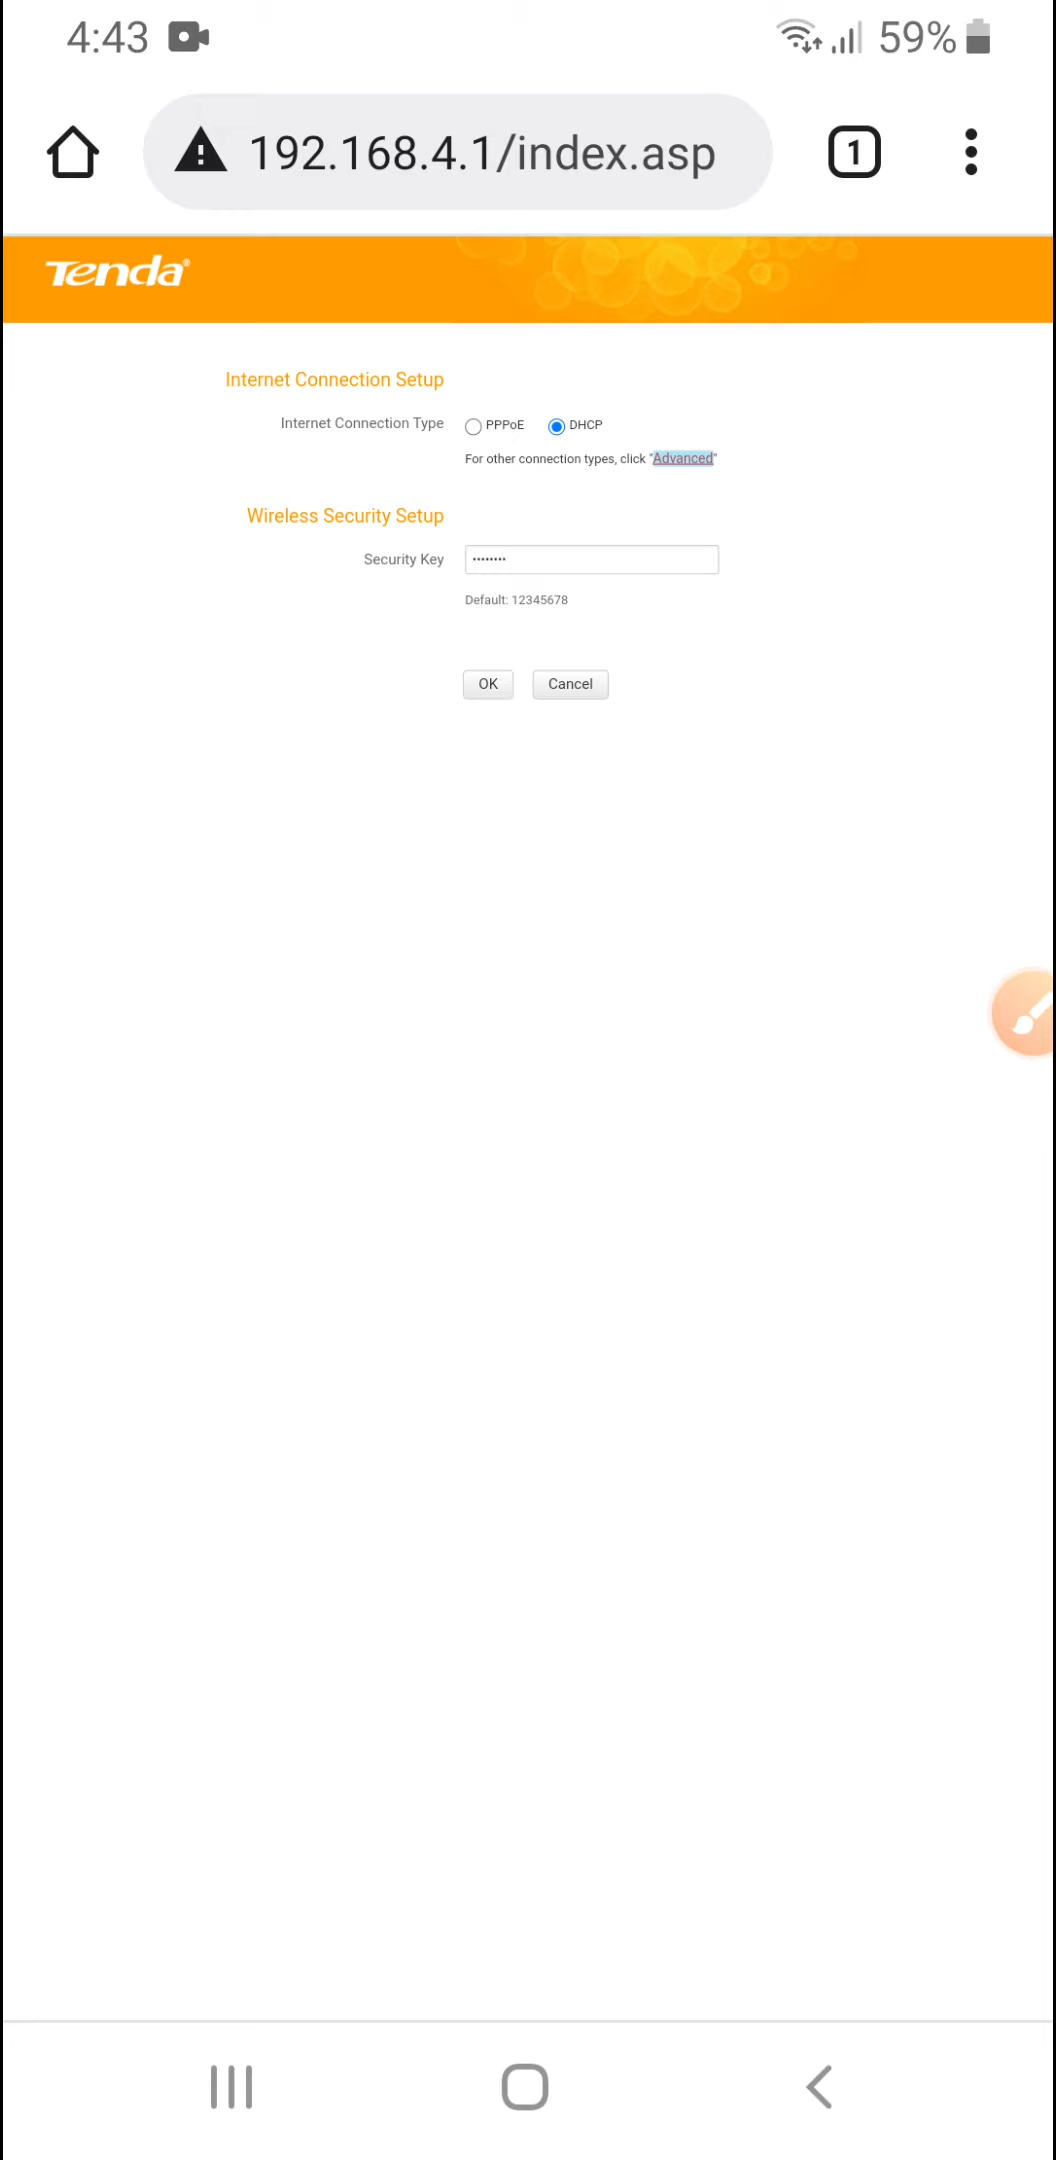 4:43 59%
192.168.4.1/index.asp 1
Tenda®
Internet Connection Setup
Internet Connection Type PPPoE DHCP
For other connection types, click "Advanced"
Wireless Security Setup
Security Key ••••••••
Default: 12345678
OK Cancel